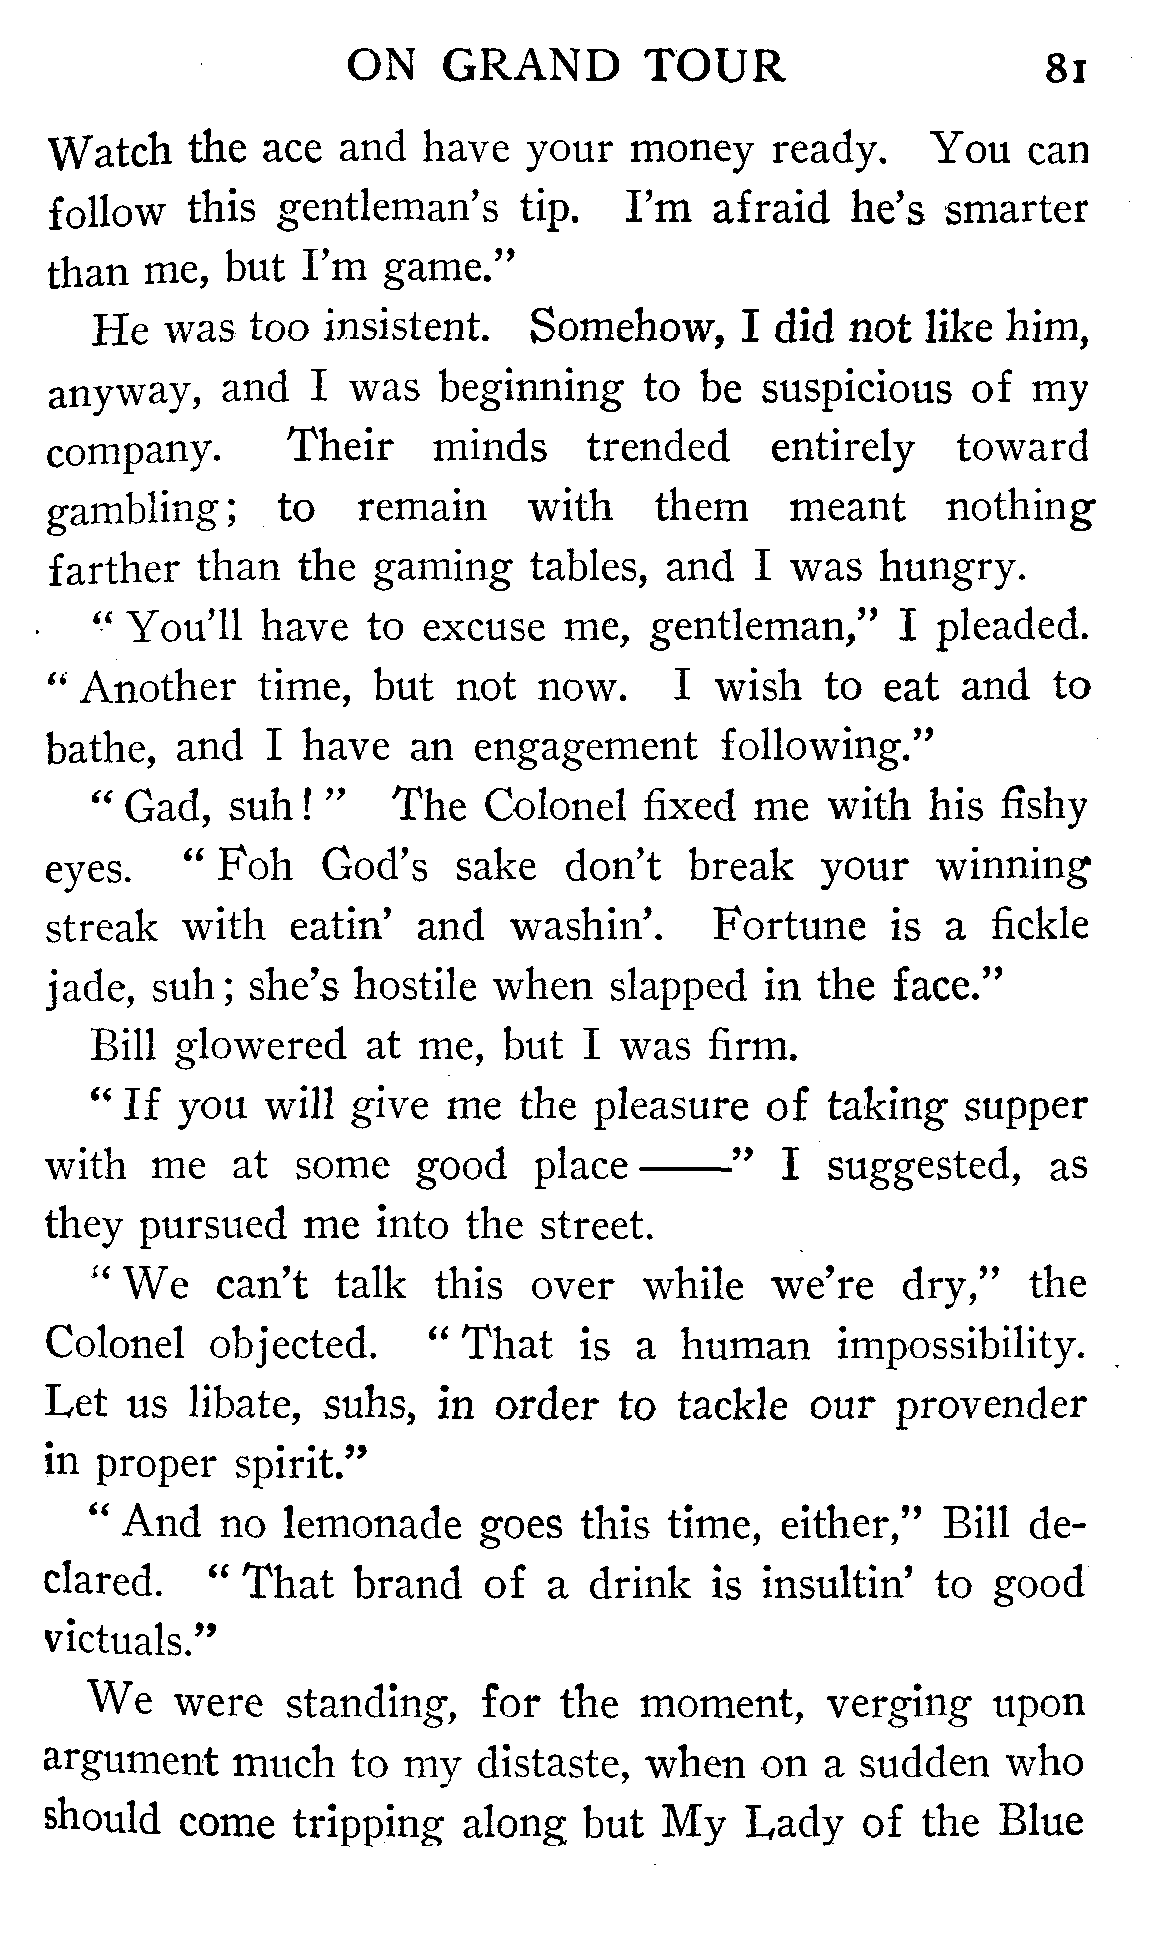 ON GRAND TOUR 81
Watch the ace and have your money ready. You can
follow this gentleman's tip. I'm afraid he's smarter
than me, but I'm game."
He was too insistent. Somehow, I did not like him,
anyway, and I was beginning to be suspicious of my
company. Their minds trended entirely toward
gambling; to remain with them meant nothing
farther than the gaming tables, and I was hungry.
"You'll have to excuse me, gentleman," I pleaded.
"Another time, but not now. I wish to eat and to
bathe, and I have an engagement following."
"Gad, suh!" The Colonel fixed me with his fishy
eyes. "Foh God's sake don't break your winning
streak with eatin' and washin'. Fortune is a fickle
jade, suh; she's hostile when slapped in the face."
Bill glowered at me, but I was firm.
"If you will give me the pleasure of taking supper
with me at some good place——" I suggested, as
they pursued me into the street.
"We can't talk this over while we're dry," the
Colonel objected. "That is a human impossibility.
Let us libate, suhs, in order to tackle our provender
in proper spirit."
"And no lemonade goes this time, either," Bill de-
clared. "That brand of a drink is insultin' to good
victuals."
We were standing, for the moment, verging upon
argument much to my distaste, when on a sudden who
should come tripping along but My Lady of the Blue